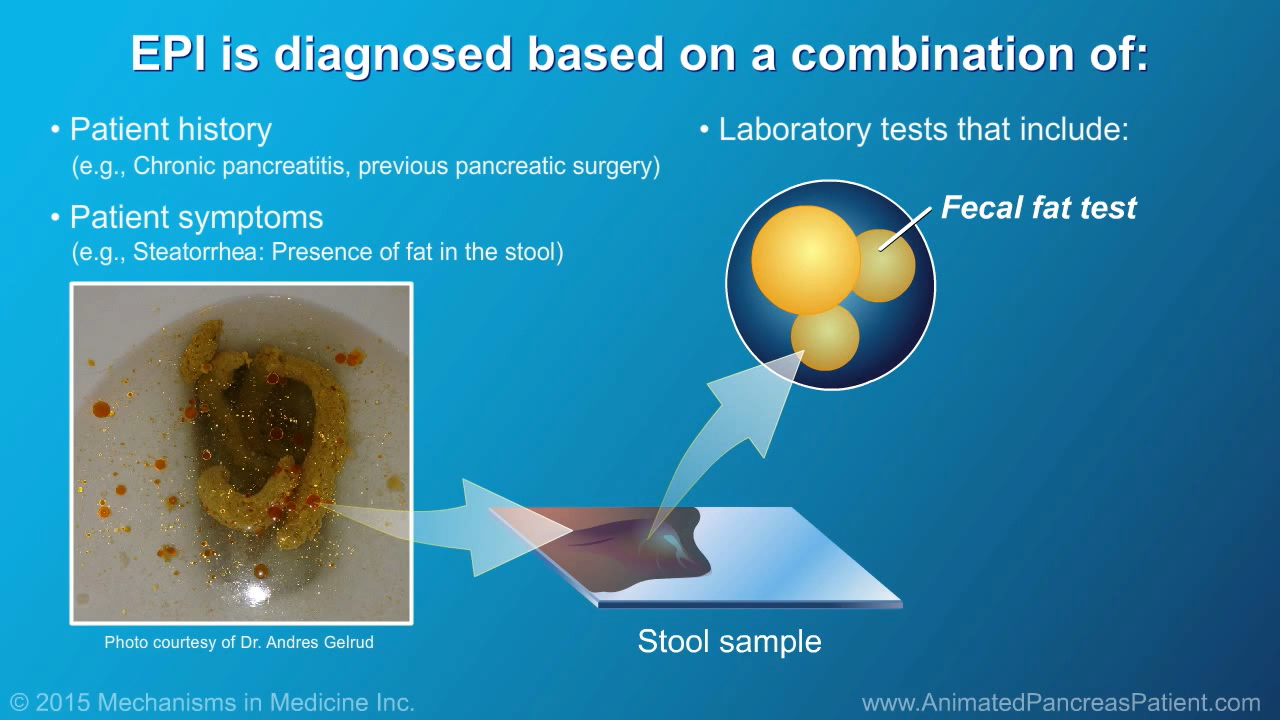 EPI is diagnosed based on a combination of:
• Patient history
(e.g., Chronic pancreatitis, previous pancreatic surgery)
• Patient symptoms
(e.g., Steatorrhea: Presence of fat in the stool)
• Laboratory tests that include:
Fecal fat test
Photo courtesy of Dr. Andres Gelrud
Stool sample
© 2015 Mechanisms in Medicine Inc.
www.AnimatedPancreasPatient.com